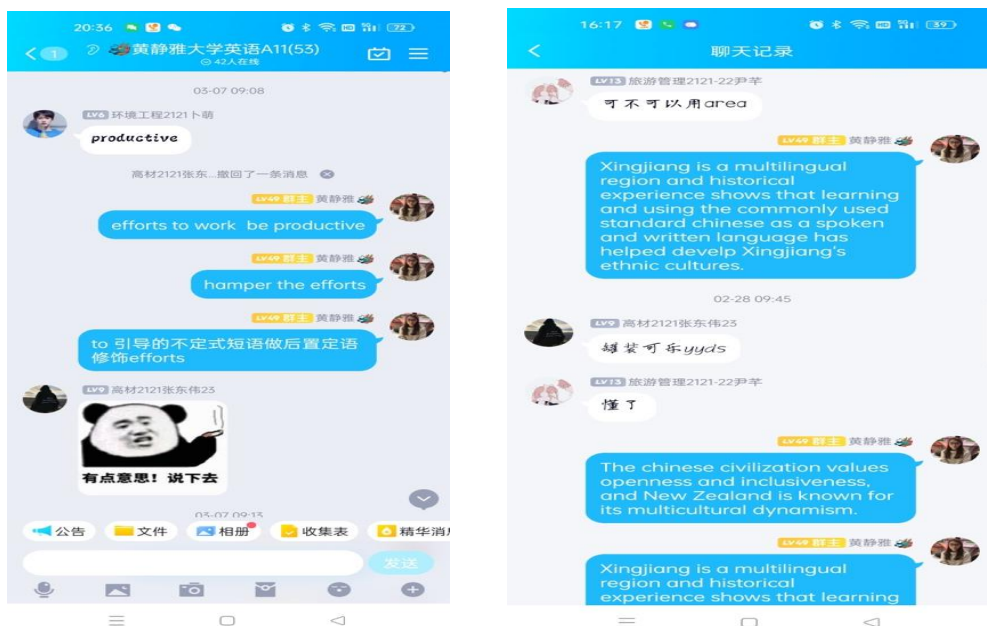 20:36
72
1
黄静雅大学英语A11(53)
42人在线
03-07 09:08
LV6 环境工程2121卜萌
productive
高材2121张东...撤回了一条消息
LV49 群主 黄静雅
efforts to work be productive
LV49 群主 黄静雅
hamper the efforts
LV49 群主 黄静雅
to 引导的不定式短语做后置定语
修饰efforts
LV9 高材2121张东伟23
有点意思！说下去
03-07 09:13
公告
文件
相册
收集表
精华消
发送
16:17
39
聊天记录
LV13 旅游管理2121-22尹芊
可不可以用area
LV49 群主 黄静雅
Xingjiang is a multilingual
region and historical
experience shows that learning
and using the commonly used
standard chinese as a spoken
and written language has
helped develp Xingjiang's
ethnic cultures.
02-28 09:45
LV9 高材2121张东伟23
罐装可乐yyds
LV13 旅游管理2121-22尹芊
懂了
LV49 群主 黄静雅
The chinese civilization values
openness and inclusiveness,
and New Zealand is known for
its multicultural dynamism.
LV49 群主 黄静雅
Xingjiang is a multilingual
region and historical
experience shows that learning